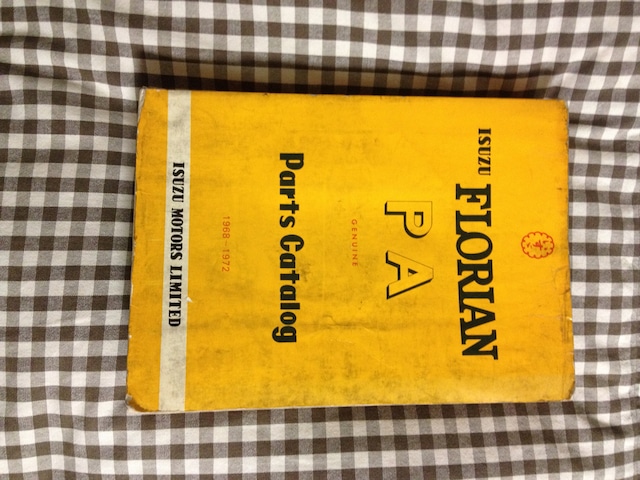 ISUZU FLORIAN
PA
GENUINE
Parts Catalog
1968-1972
ISUZU MOTORS LIMITED